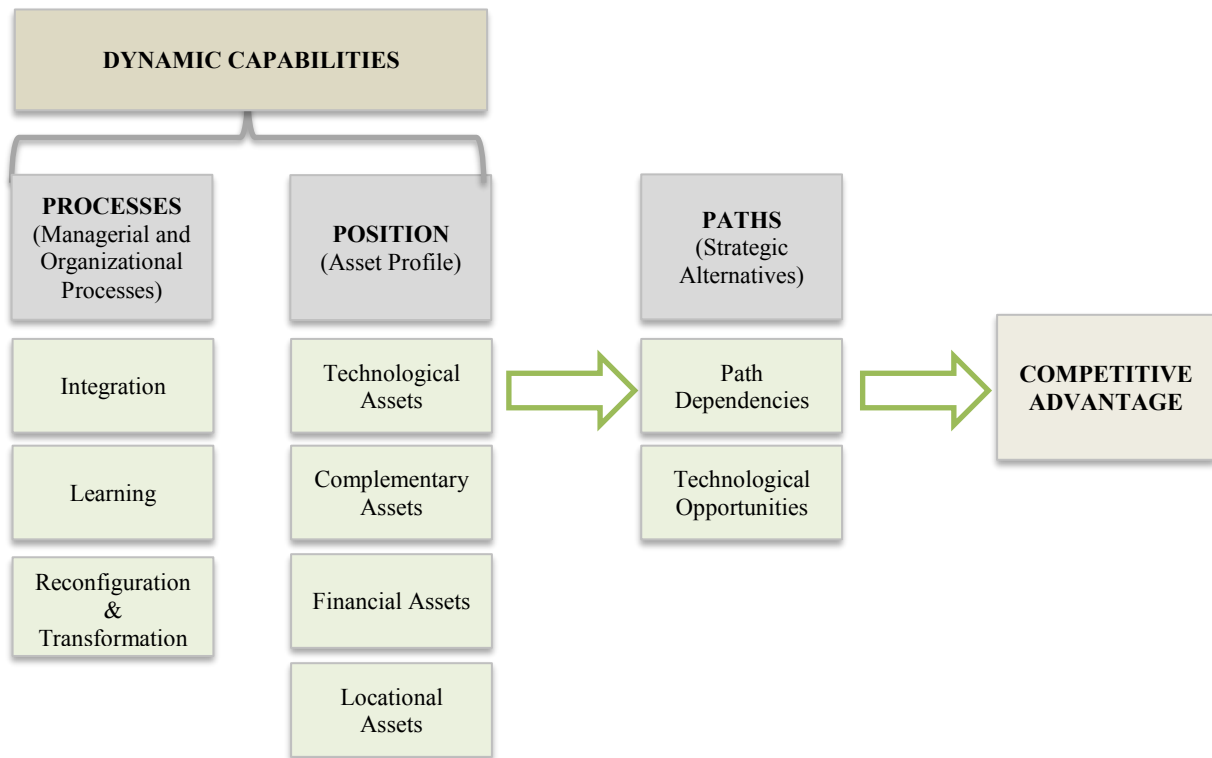 DYNAMIC CAPABILITIES
PROCESSES
(Managerial and
Organizational
Processes)
POSITION
(Asset Profile)
PATHS
(Strategic
Alternatives)
Integration
Technological
Assets
Path
Dependencies
COMPETITIVE
ADVANTAGE
Learning
Complementary
Assets
Technological
Opportunities
Reconfiguration
&
Transformation
Financial Assets
Locational
Assets